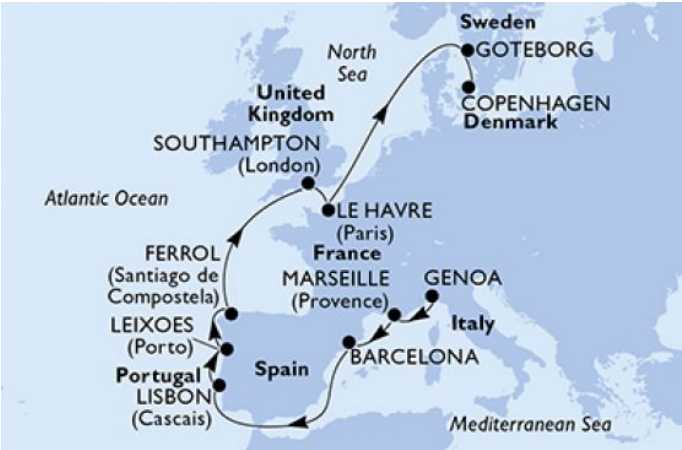 Sweden
North
Sea
GOTEBORG
United
Kingdom
COPENHAGEN
Denmark
SOUTHAMPTON
(London)
Atlantic Ocean
LE HAVRE
(Paris)
France
FERROL
(Santiago de
Compostela)
MARSEILLE
(Provence)
GENOA
Italy
LEIXOES
(Porto)
BARCELONA
Spain
Portugal
LISBON
(Cascais)
Mediterranean Sea